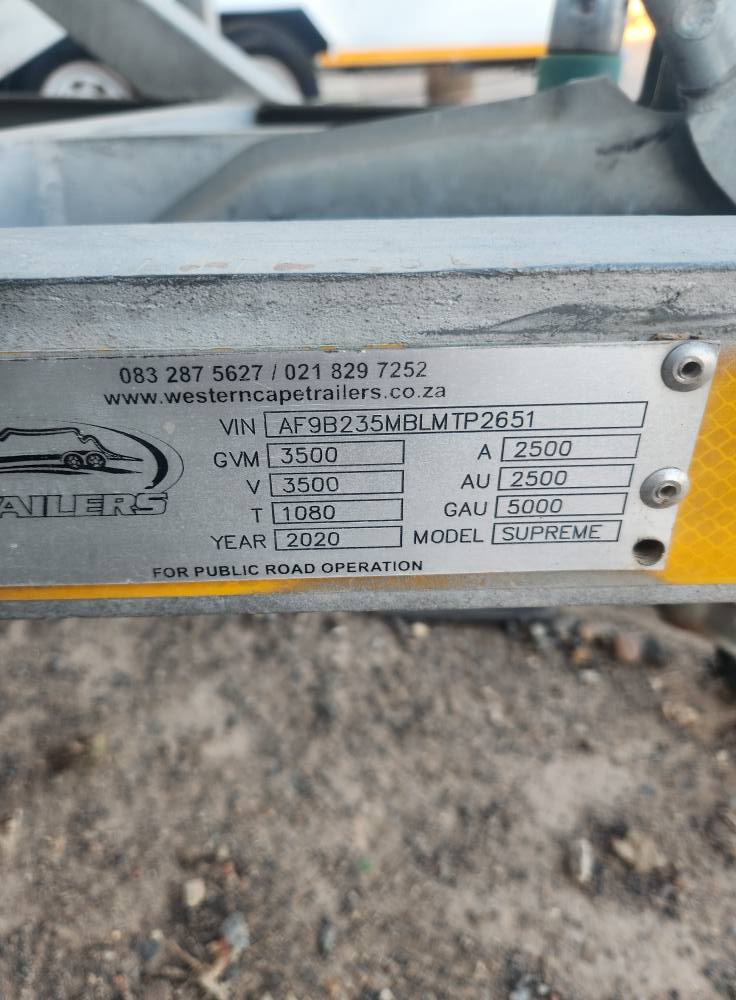 083 287 5627 / 021 829 7252
www.westerncapetrailers.co.za
VIN AF9B235MBLMTP2651
GVM 3500 A 2500
V 3500 AU 2500
T 1080 GAU 5000
YEAR 2020 MODEL SUPREME
AILERS
FOR PUBLIC ROAD OPERATION